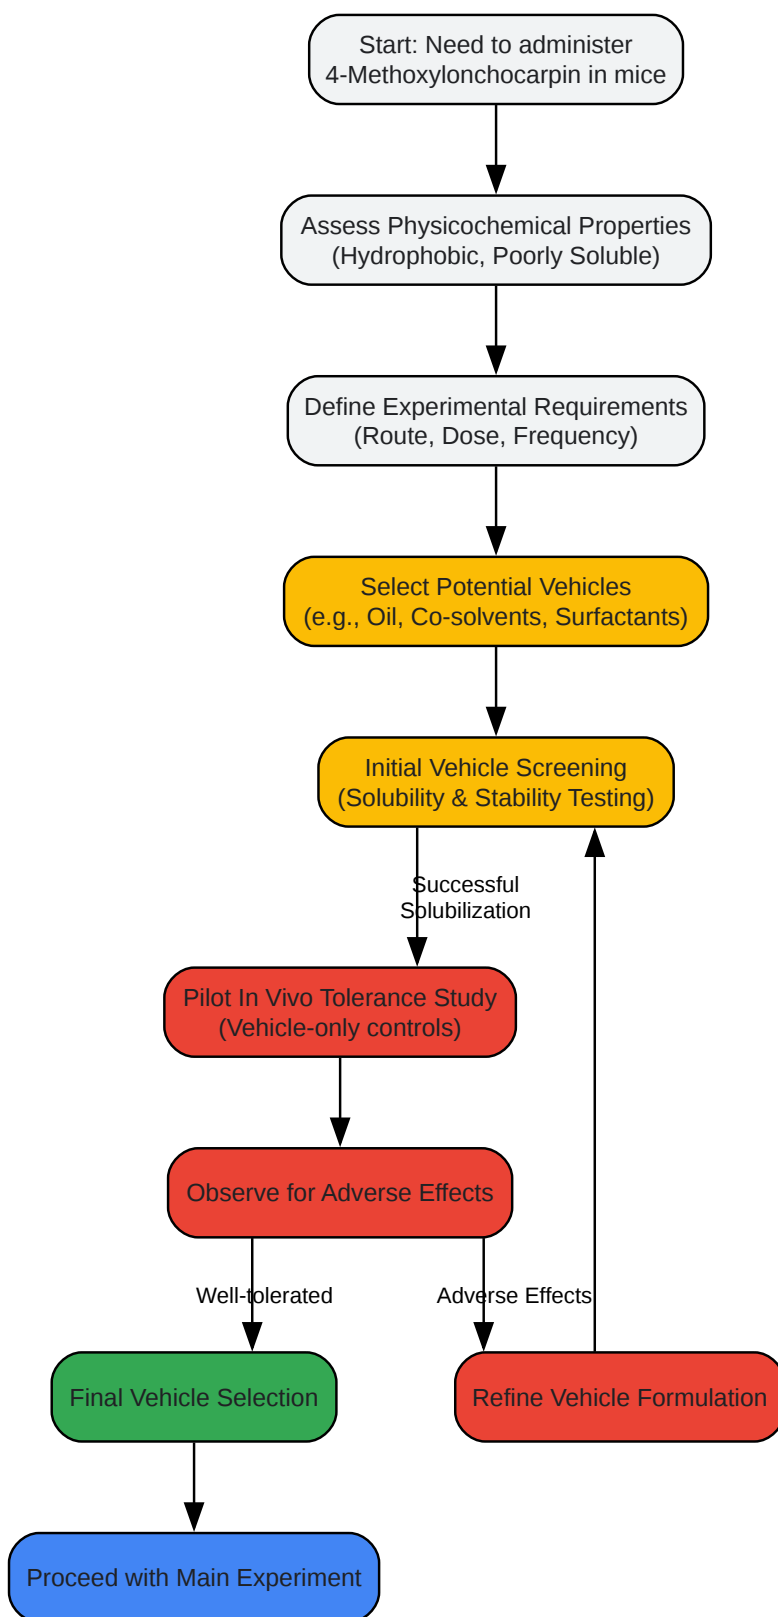 Start: Need to administer
4-Methoxylonchocarpin in mice
Assess Physicochemical Properties
(Hydrophobic, Poorly Soluble)
Define Experimental Requirements
(Route, Dose, Frequency)
Select Potential Vehicles
(e.g., Oil, Co-solvents, Surfactants)
Initial Vehicle Screening
(Solubility & Stability Testing)
Successful
Solubilization
Pilot In Vivo Tolerance Study
(Vehicle-only controls)
Observe for Adverse Effects
Well-tolerated
Adverse Effects
Final Vehicle Selection
Refine Vehicle Formulation
Proceed with Main Experiment